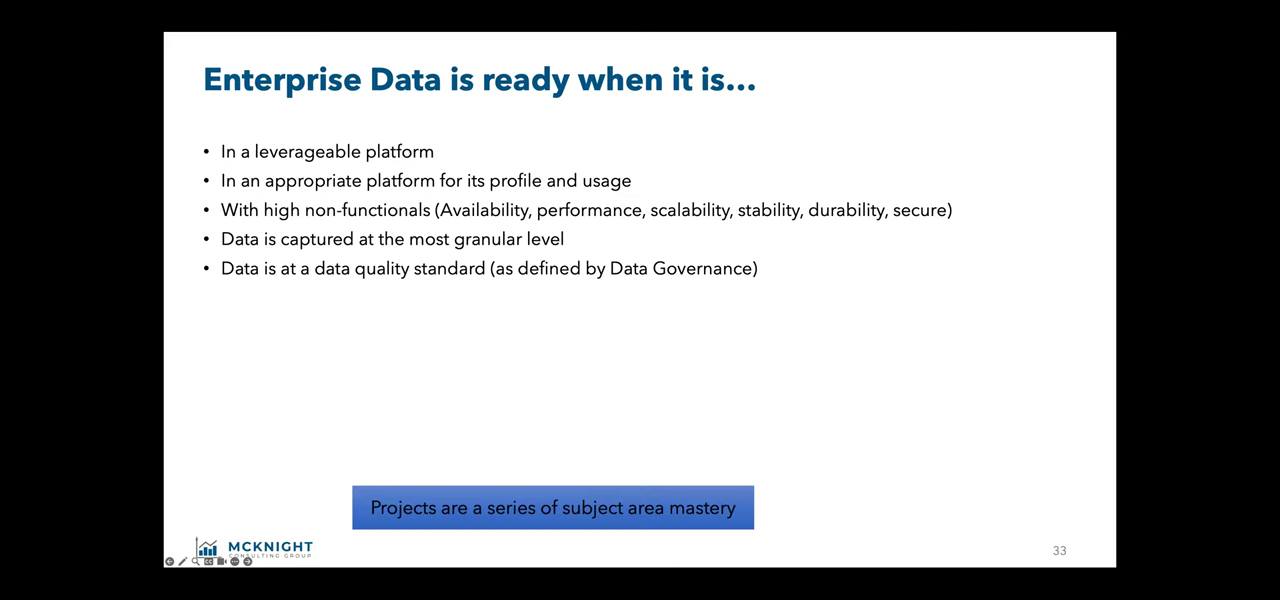 Enterprise Data is ready when it is...
• In a leverageable platform
• In an appropriate platform for its profile and usage
• With high non-functionals (Availability, performance, scalability, stability, durability, secure)
• Data is captured at the most granular level
• Data is at a data quality standard (as defined by Data Governance)
Projects are a series of subject area mastery
MCKNIGHT
CONSULTING GROUP
33